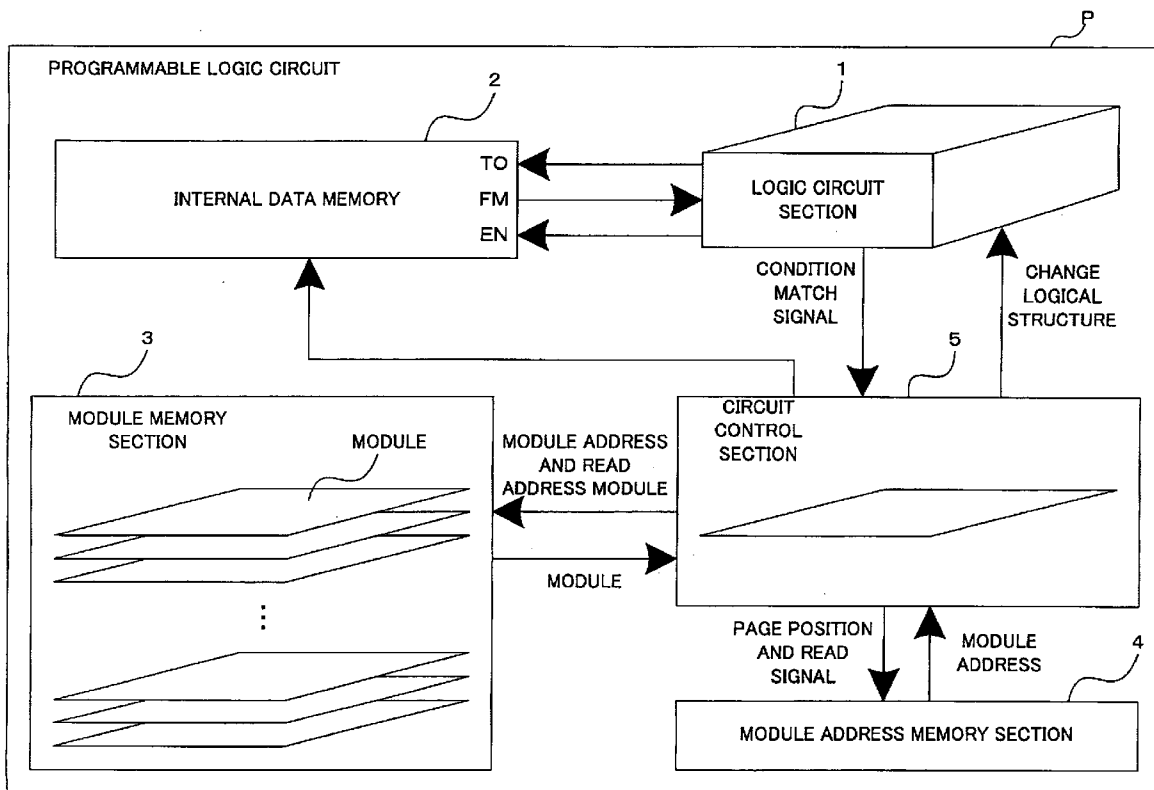 P
PROGRAMMABLE LOGIC CIRCUIT
2
1
INTERNAL DATA MEMORY
TO
FM
EN
LOGIC CIRCUIT
SECTION
CONDITION
MATCH
SIGNAL
CHANGE
LOGICAL
STRUCTURE
3
5
MODULE MEMORY
SECTION
MODULE
MODULE ADDRESS
AND READ
ADDRESS MODULE
MODULE
CIRCUIT
CONTROL
SECTION
PAGE POSITION
AND READ
SIGNAL
MODULE
ADDRESS
4
MODULE ADDRESS MEMORY SECTION